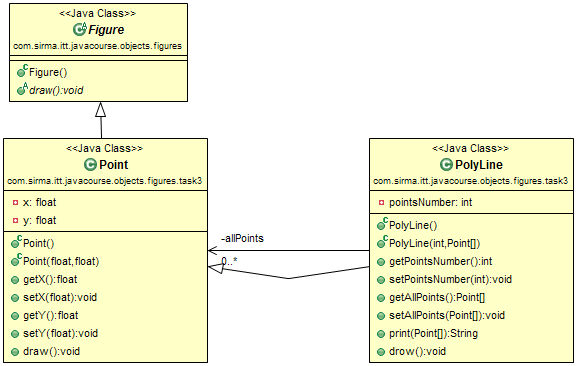 <<Java Class>>
Figure
com.sirma.itt.javacourse.objects.figures
Figure()
draw():void
<<Java Class>>
Point
com.sirma.itt.javacourse.objects.figures.task3
x: float
y: float
Point()
Point(float,float)
getX():float
setX(float):void
getY():float
setY(float):void
draw():void
-allPoints
0..*
<<Java Class>>
PolyLine
com.sirma.itt.javacourse.objects.figures.task3
pointsNumber: int
PolyLine()
PolyLine(int,Point[])
getPointsNumber():int
setPointsNumber(int):void
getAllPoints():Point[]
setAllPoints(Point[]):void
print(Point[]):String
drow():void